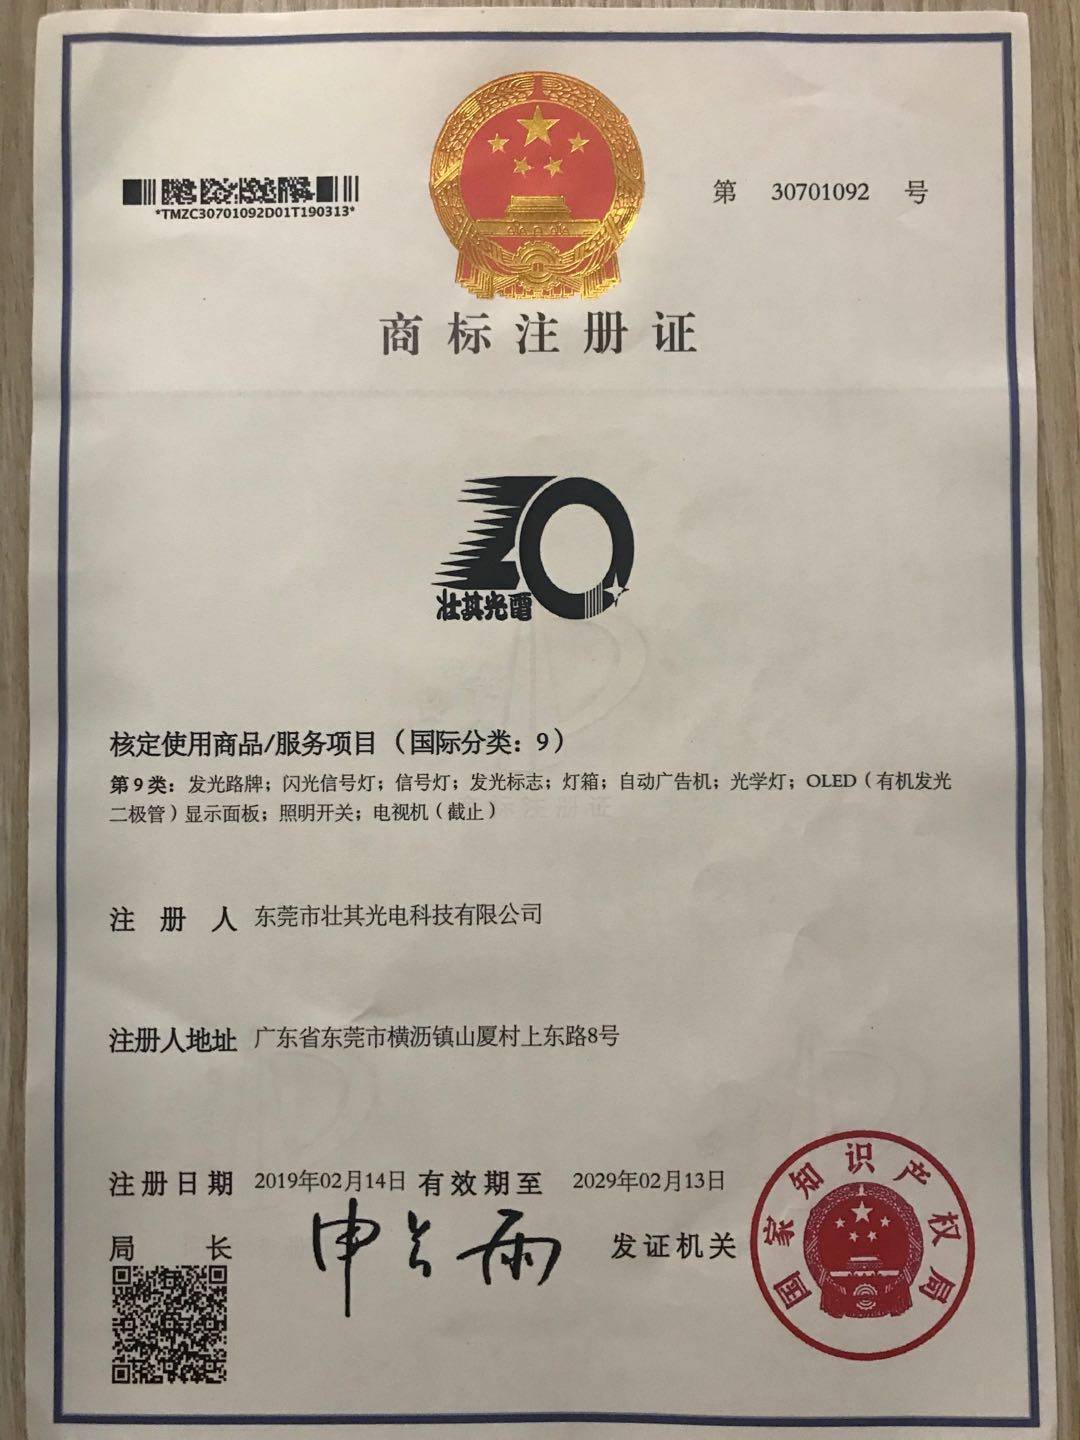 *TMZC30701092D01T190313*
第 30701092 号
商标注册证
ZQ
壮其光電
核定使用商品/服务项目（国际分类：9）
第9类：发光路牌；闪光信号灯；信号灯；发光标志；灯箱；自动广告机；光学灯；OLED（有机发光
二极管）显示面板；照明开关；电视机（截止）
注 册 人 东莞市壮其光电科技有限公司
注册人地址 广东省东莞市横沥镇山厦村上东路8号
注册日期 2019年02月14日 有效期至 2029年02月13日
局 长 申长雨 发证机关
国家知识产权局